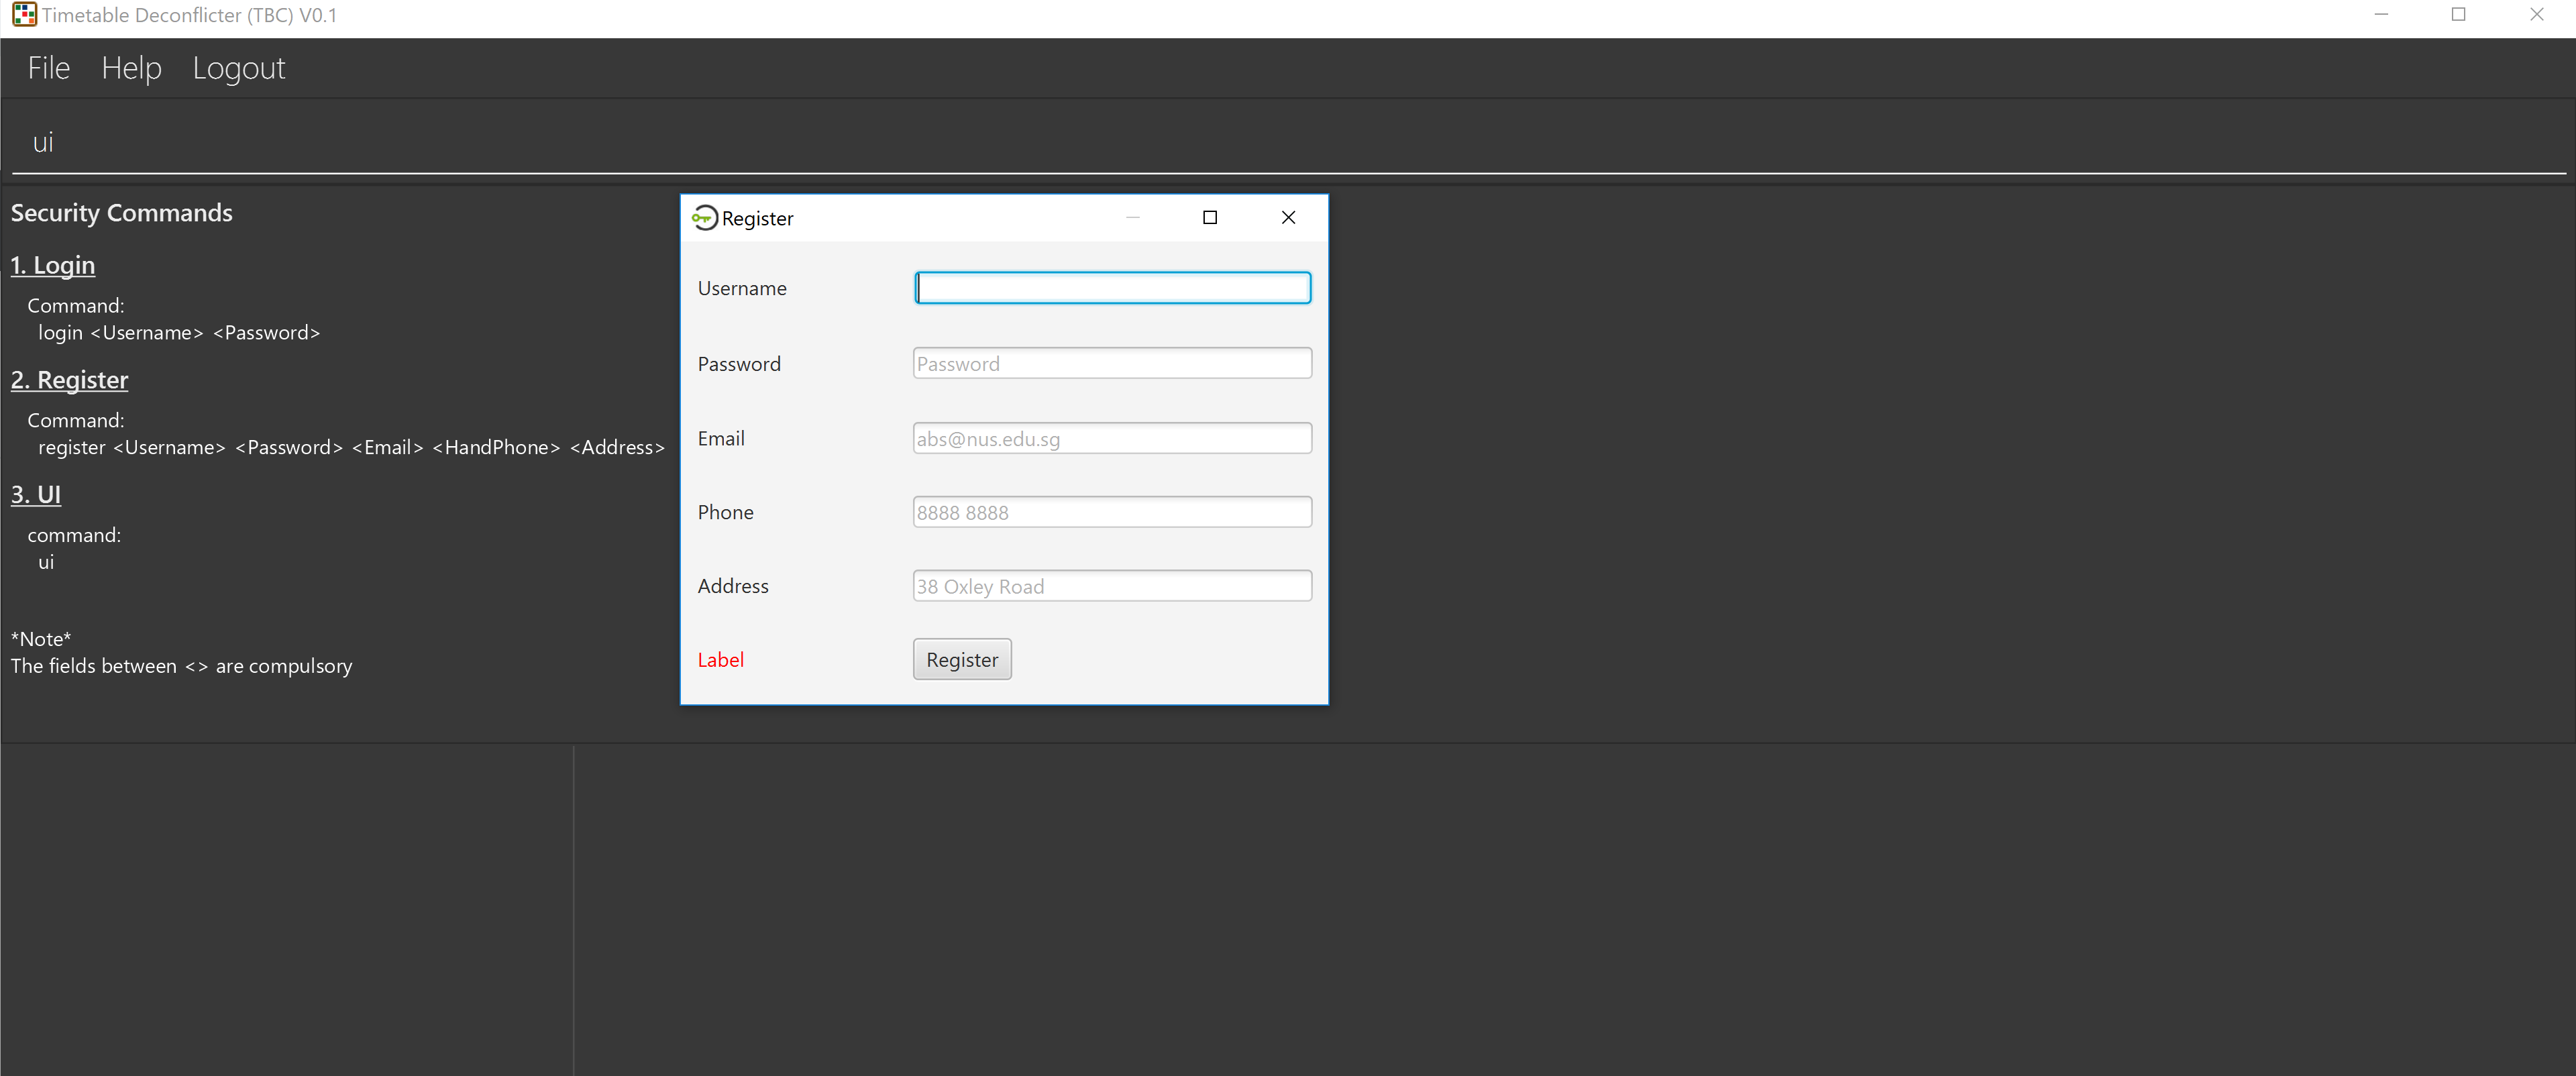 Timetable Deconflicter (TBC) V0.1
File Help Logout
ui
Security Commands
1. Login
Command:
login <Username> <Password>
2. Register
Command:
register <Username> <Password> <Email> <HandPhone> <Address>
3. UI
command:
ui
*Note*
The fields between <> are compulsory
Register
Username
Password Password
Email abs@nus.edu.sg
Phone 8888 8888
Address 38 Oxley Road
Label Register